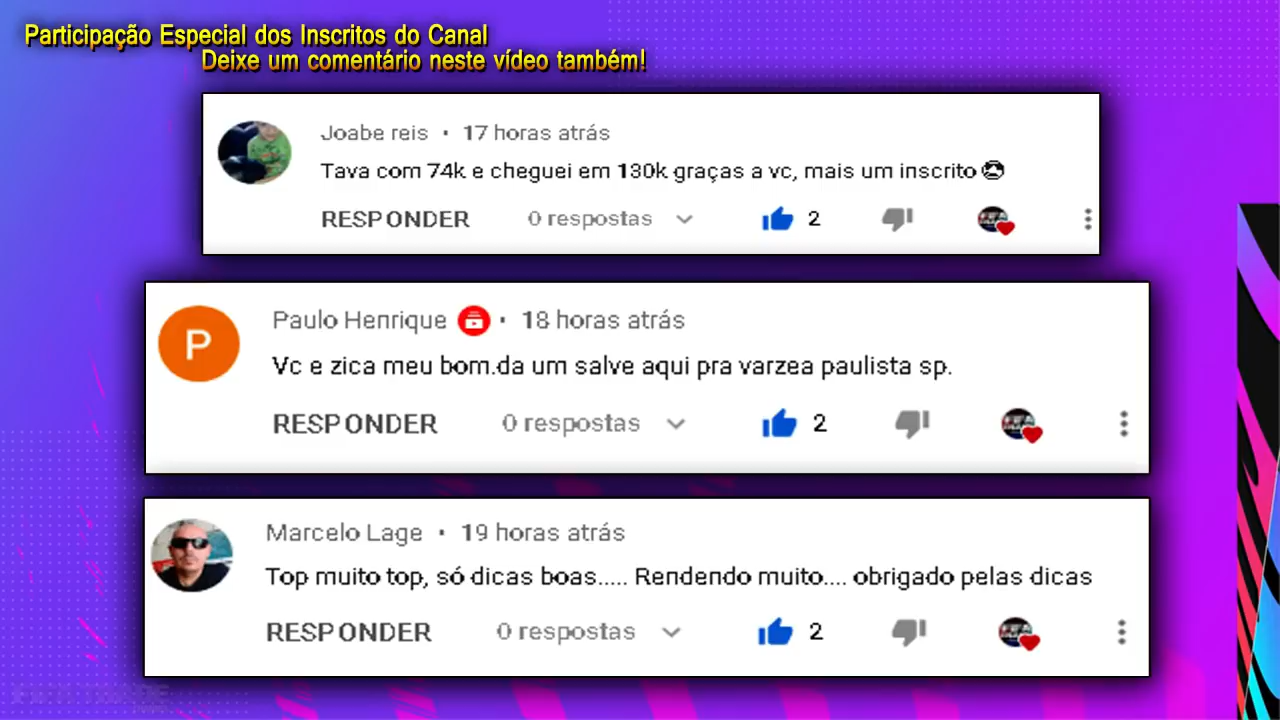 Participação Especial dos Inscritos do Canal
Deixe um comentário neste vídeo também!
Joabe reis • 17 horas atrás
Tava com 74k e cheguei em 130k graças a vc, mais um inscrito
RESPONDER 0 respostas 2
P
Paulo Henrique • 18 horas atrás
Vc e zica meu bom.da um salve aqui pra varzea paulista sp.
RESPONDER 0 respostas 2
Marcelo Lage • 19 horas atrás
Top muito top, só dicas boas..... Rendendo muito.... obrigado pelas dicas
RESPONDER 0 respostas 2